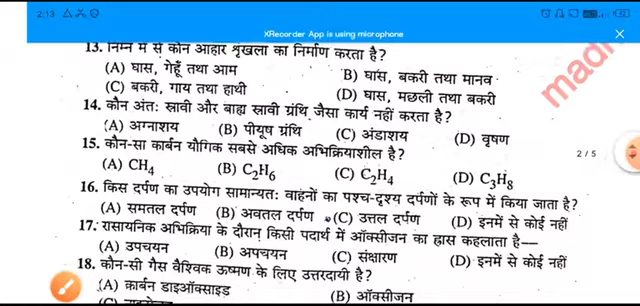 2:13
XRecorder App is using microphone
13. निम्न में से कौन आहार श्रृंखला का निर्माण करता है?
(A) घास, गेहूँ तथा आम B) घास, बकरी तथा मानव
(C) बकरी, गाय तथा हाथी (D) घास, मछली तथा बकरी
14. कौन अंतः स्रावी और बाह्य स्रावी ग्रंथि जैसा कार्य नहीं करता है?
(A) अग्नाशय (B) पीयूष ग्रंथि (C) अंडाशय (D) वृषण
15. कौन-सा कार्बन यौगिक सबसे अधिक अभिक्रियाशील है?
(A) CH4 (B) C2H6 (C) C2H4 (D) C3H8
2/5
16. किस दर्पण का उपयोग सामान्यतः वाहनों का पश्च-दृश्य दर्पणों के रूप में किया जाता है?
(A) समतल दर्पण (B) अवतल दर्पण (C) उत्तल दर्पण (D) इनमें से कोई नहीं
17. रासायनिक अभिक्रिया के दौरान किसी पदार्थ में ऑक्सीजन का ह्रास कहलाता है—
(A) उपचयन (B) अपचयन (C) संक्षारण (D) इनमें से कोई नहीं
18. कौन-सी गैस वैश्विक ऊष्मण के लिए उत्तरदायी है?
(A) कार्बन डाइऑक्साइड (B) ऑक्सीजन